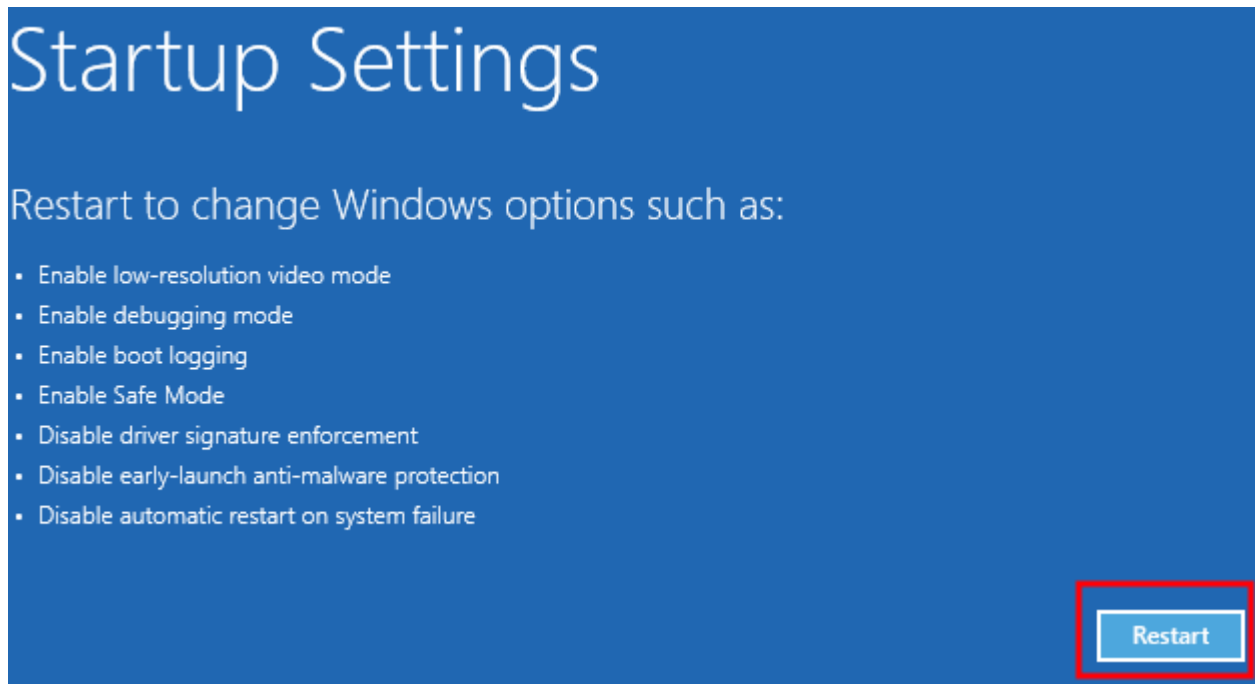 Startup Settings
Restart to change Windows options such as:
• Enable low-resolution video mode
• Enable debugging mode
• Enable boot logging
• Enable Safe Mode
• Disable driver signature enforcement
• Disable early-launch anti-malware protection
• Disable automatic restart on system failure
Restart